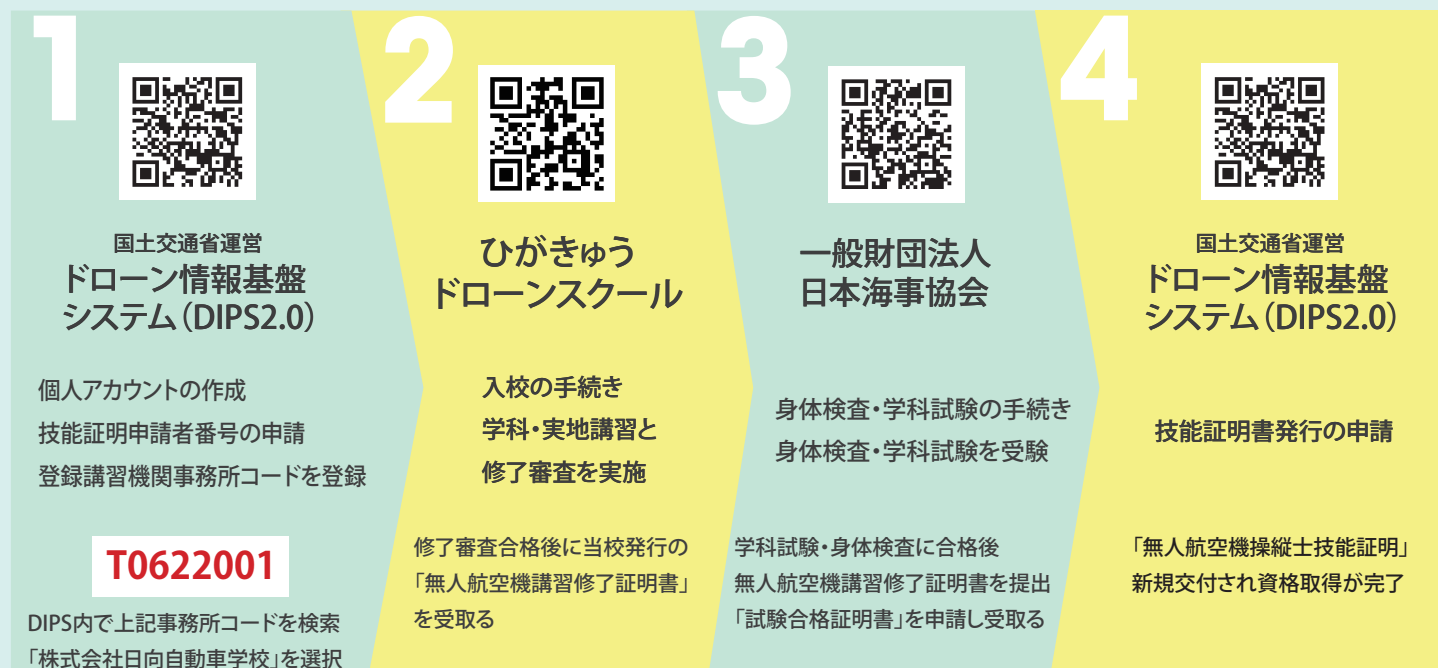 1
国土交通省運営
ドローン情報基盤
システム(DIPS2.0)
個人アカウントの作成
技能証明申請者番号の申請
登録講習機関事務所コードを登録
T0622001
DIPS内で上記事務所コードを検索
「株式会社日向自動車学校」を選択
2
ひがきゅう
ドローンスクール
入校の手続き
学科・実地講習と
修了審査を実施
修了審査合格後に当校発行の
「無人航空機講習修了証明書」
を受取る
3
一般財団法人
日本海事協会
身体検査・学科試験の手続き
身体検査・学科試験を受験
学科試験・身体検査に合格後
無人航空機講習修了証明書を提出
「試験合格証明書」を申請し受取る
4
国土交通省運営
ドローン情報基盤
システム(DIPS2.0)
技能証明書発行の申請
「無人航空機操縦士技能証明」
新規交付され資格取得が完了